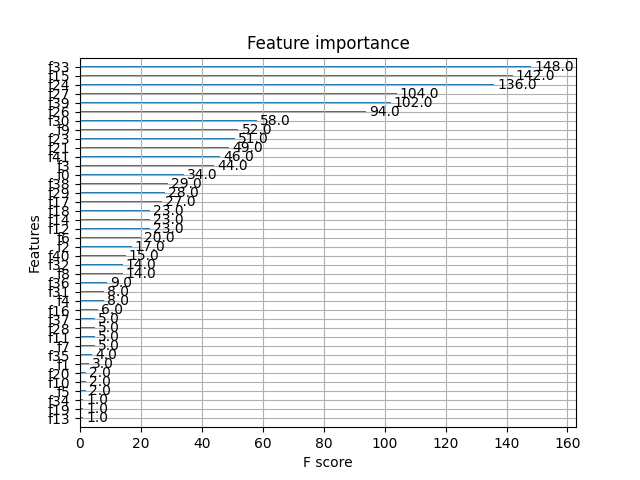 Feature importance
f33 148.0
f15 142.0
f24 136.0
f27 104.0
f39 102.0
f26 94.0
f30 58.0
f9 52.0
f23 51.0
f21 49.0
f41 46.0
f3 44.0
f0 34.0
f38 29.0
f29 28.0
f17 27.0
f18 23.0
f14 23.0
f12 23.0
f6 20.0
f2 17.0
f40 15.0
f32 14.0
f8 14.0
f36 9.0
f31 8.0
f4 8.0
f16 6.0
f37 5.0
f28 5.0
f11 5.0
f7 5.0
f35 4.0
f1 3.0
f20 2.0
f10 2.0
f5 2.0
f34 1.0
f19 1.0
f13 1.0
Features
0 20 40 60 80 100 120 140 160
F score